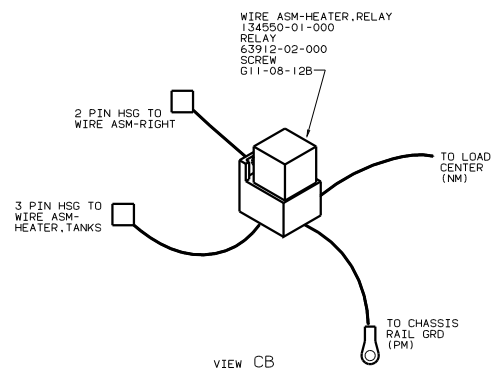 WIRE ASM-HEATER,RELAY
134550-01-000
RELAY
63912-02-000
SCREW
G11-08-12B
2 PIN HSG TO
WIRE ASM-RIGHT
TO LOAD
CENTER
(NM)
3 PIN HSG TO
WIRE ASM-
HEATER,TANKS
TO CHASSIS
RAIL GRD
(PM)
VIEW CB